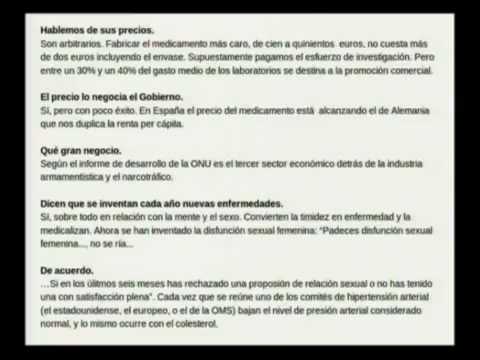 Hablemos de sus precios.
Son arbitrarios. Fabricar el medicamento más caro, de cien a quinientos euros, no cuesta más
de dos euros incluyendo el envase. Supuestamente pagamos el esfuerzo de investigación. Pero
entre un 30% y un 40% del gasto medio de los laboratorios se destina a la promoción comercial.
El precio lo negocia el Gobierno.
Sí, pero con poco éxito. En España el precio del medicamento está alcanzando el de Alemania
que nos duplica la renta per cápita.
Qué gran negocio.
Según el informe de desarrollo de la ONU es el tercer sector económico detrás de la industria
armamentística y el narcotráfico.
Dicen que se inventan cada año nuevas enfermedades.
Sí, sobre todo en relación con la mente y el sexo. Convierten la timidez en enfermedad y la
medicalizan. Ahora se han inventado la disfunción sexual femenina: "Padeces disfunción sexual
femenina..., no se ría...
De acuerdo.
…Si en los úlitmos seis meses has rechazado una proposión de relación sexual o no has tenido
una con satisfacción plena". Cada vez que se reúne uno de los comités de hipertensión arterial
(el estadounidense, el europeo, o el de la OMS) bajan el nivel de presión arterial considerado
normal, y lo mismo ocurre con el colesterol.